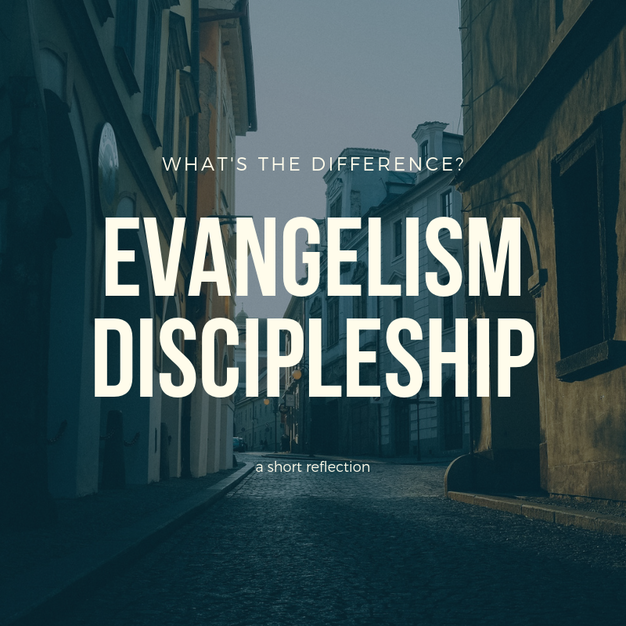 WHAT'S THE DIFFERENCE?
EVANGELISM
DISCIPLESHIP
a short reflection